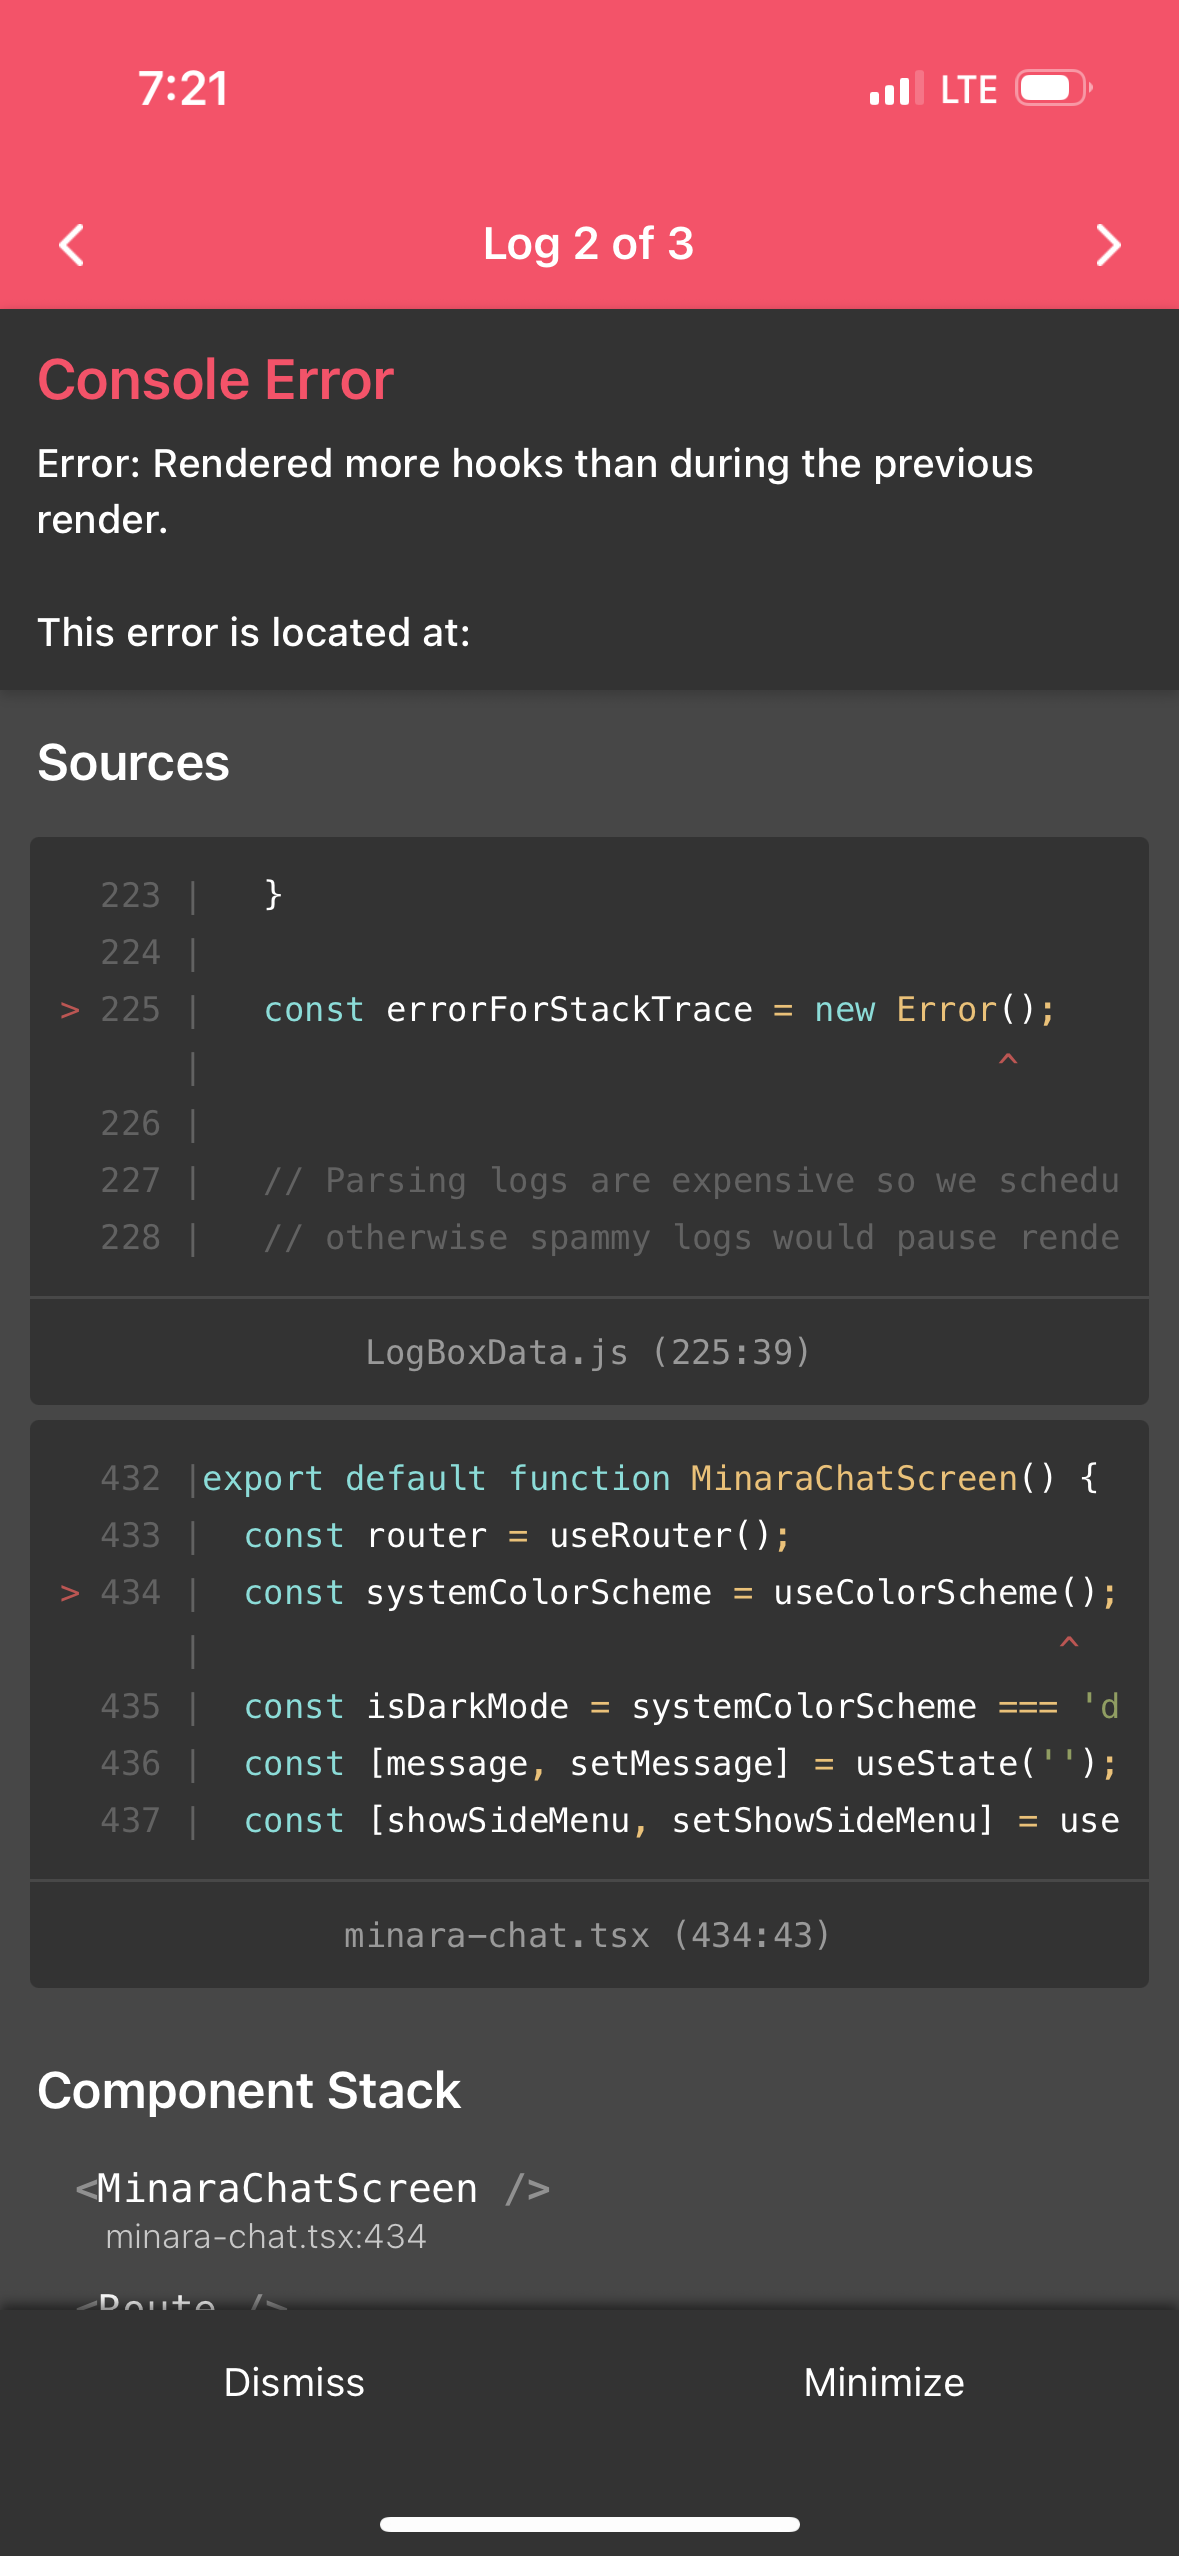 7:21
LTE
Log 2 of 3
Console Error
Error: Rendered more hooks than during the previous
render.
This error is located at:
Sources
223 |   }
224 |
> 225 |   const errorForStackTrace = new Error();
|                                       ^
226 |
227 |   // Parsing logs are expensive so we schedu
228 |   // otherwise spammy logs would pause rende
LogBoxData.js (225:39)
432 |export default function MinaraChatScreen() {
433 |  const router = useRouter();
> 434 |  const systemColorScheme = useColorScheme();
|                                           ^
435 |  const isDarkMode = systemColorScheme === 'd
436 |  const [message, setMessage] = useState('');
437 |  const [showSideMenu, setShowSideMenu] = use
minara-chat.tsx (434:43)
Component Stack
<MinaraChatScreen />
minara-chat.tsx:434
<Route />
Dismiss
Minimize